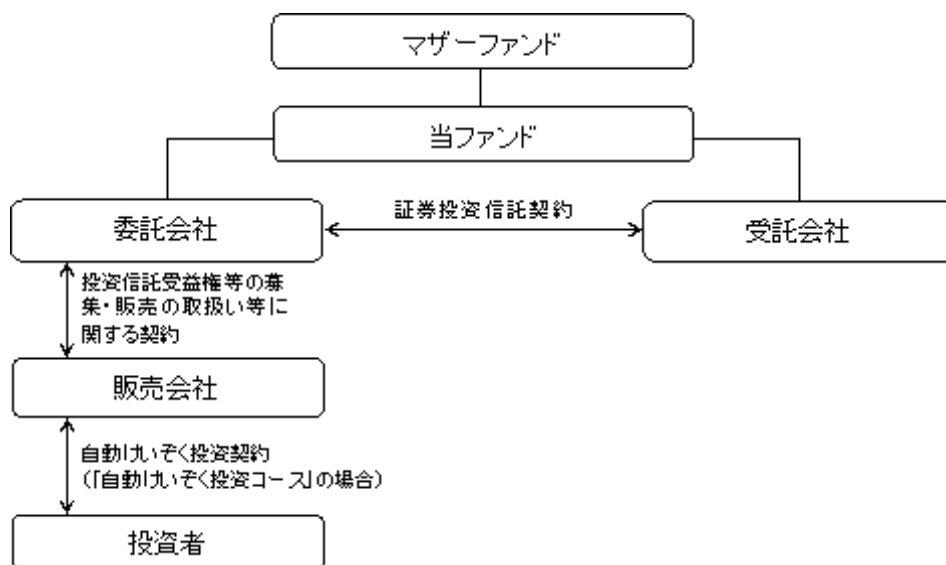 マザーファンド
当ファンド
委託会社
証券投資信託契約
受託会社
投資信託受益権等の募
集・販売の取扱い等に
関する契約
販売会社
自動けいぞく投資契約
(「自動けいぞく投資コース」の場合)
投資者